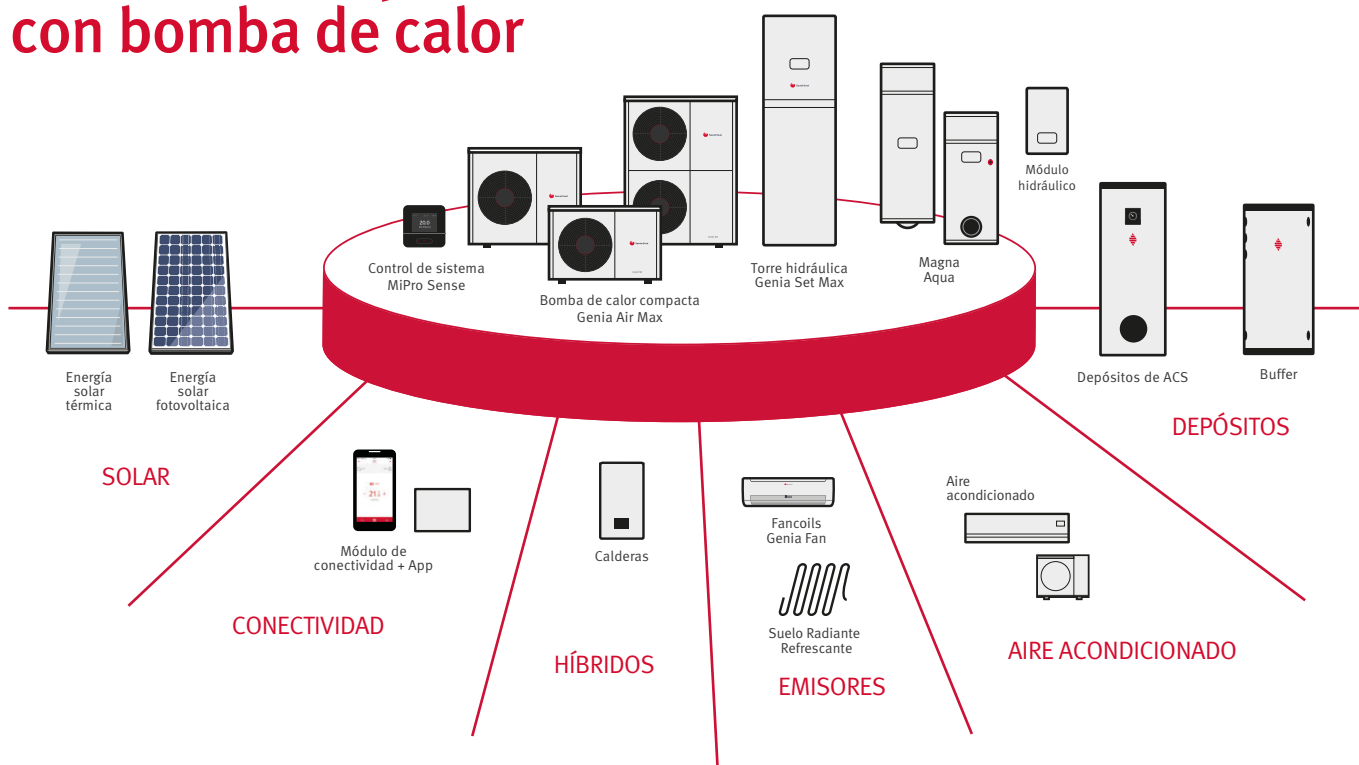 con bomba de calor
Módulo
hidráulico
Control de sistema
MiPro Sense
Bomba de calor compacta
Genia Air Max
Torre hidráulica
Genia Set Max
Magna
Aqua
Energía
solar
térmica
Energía
solar
fotovoltaica
Depósitos de ACS
Buffer
DEPÓSITOS
SOLAR
Módulo de
conectividad + App
CONECTIVIDAD
Calderas
HÍBRIDOS
Fancoils
Genia Fan
Suelo Radiante
Refrescante
EMISORES
Aire
acondicionado
AIRE ACONDICIONADO